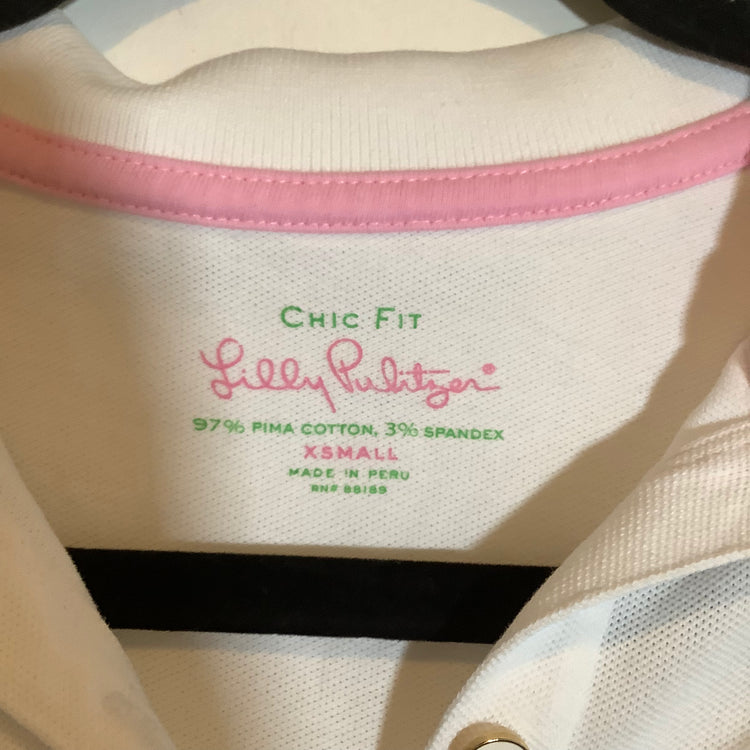 CHIC FIT
Lilly Pulitzer®
97% PIMA COTTON, 3% SPANDEX
XSMALL
MADE IN PERU
RN# 88189